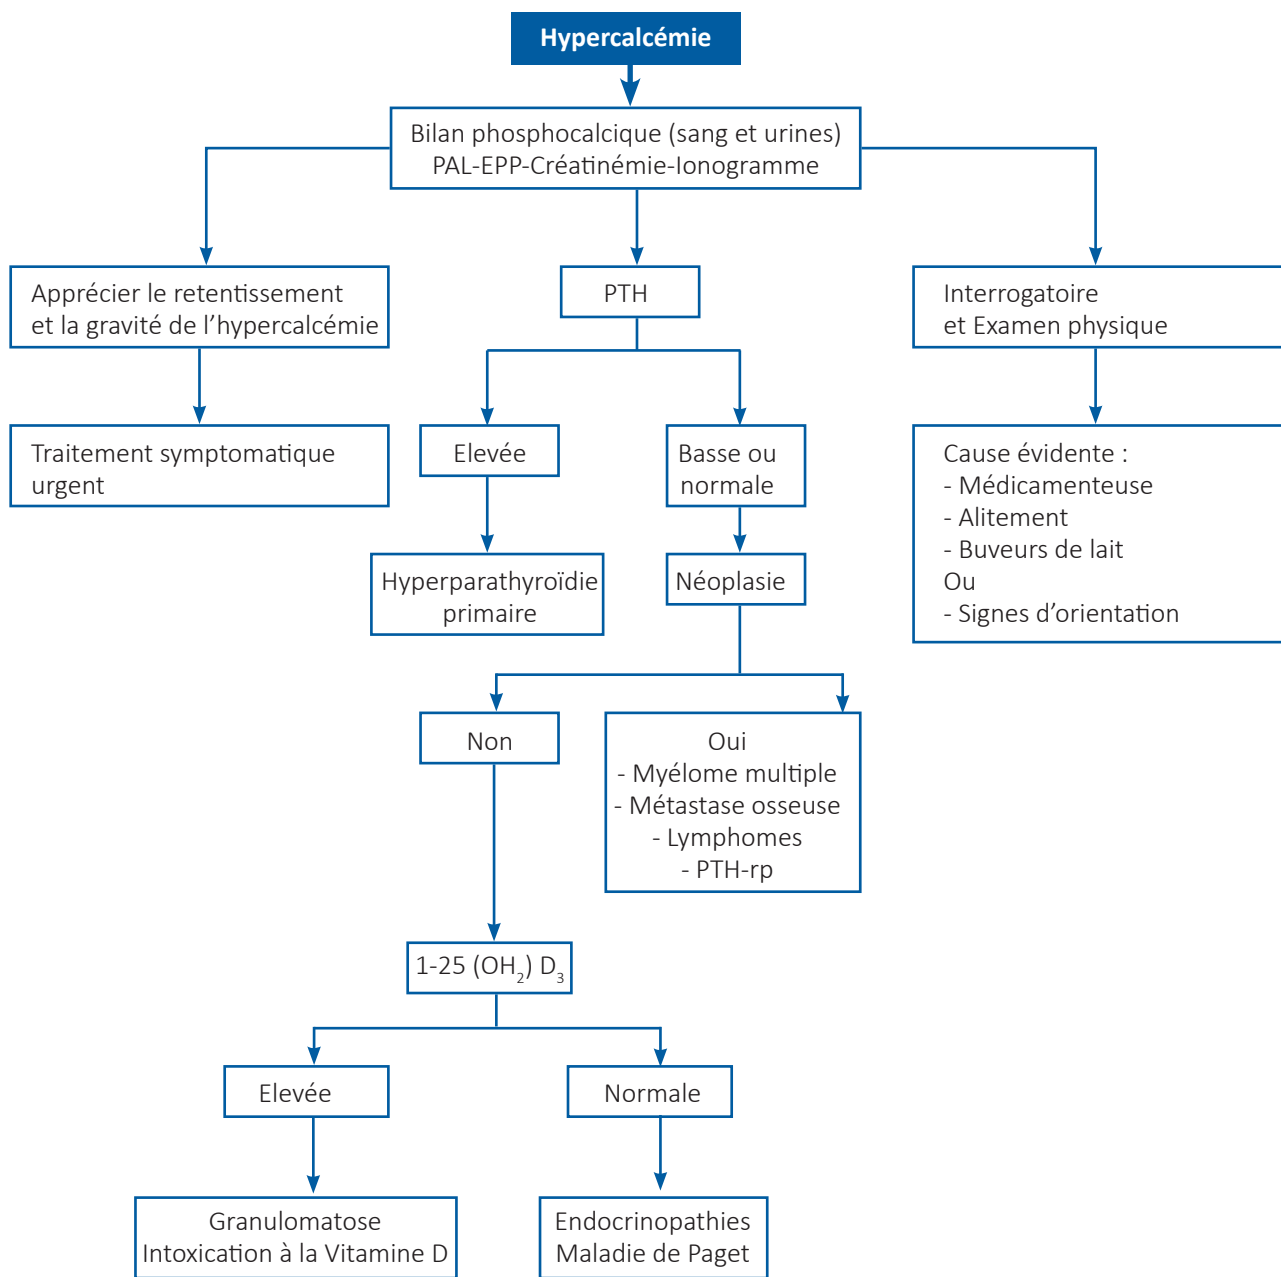 Hypercalcémie
Bilan phosphocalcique (sang et urines)
PAL-EPP-Créatinémie-Ionogramme
Apprécier le retentissement
et la gravité de l’hypercalcémie
PTH
Interrogatoire
et Examen physique
Traitement symptomatique
urgent
Elevée
Basse ou
normale
Cause évidente :
- Médicamenteuse
- Alitement
- Buveurs de lait
Ou
- Signes d’orientation
Hyperparathyroïdie
primaire
Néoplasie
Non
Oui
- Myélome multiple
- Métastase osseuse
- Lymphomes
- PTH-rp
1-25 (OH₂) D₃
Elevée
Normale
Granulomatose
Intoxication à la Vitamine D
Endocrinopathies
Maladie de Paget